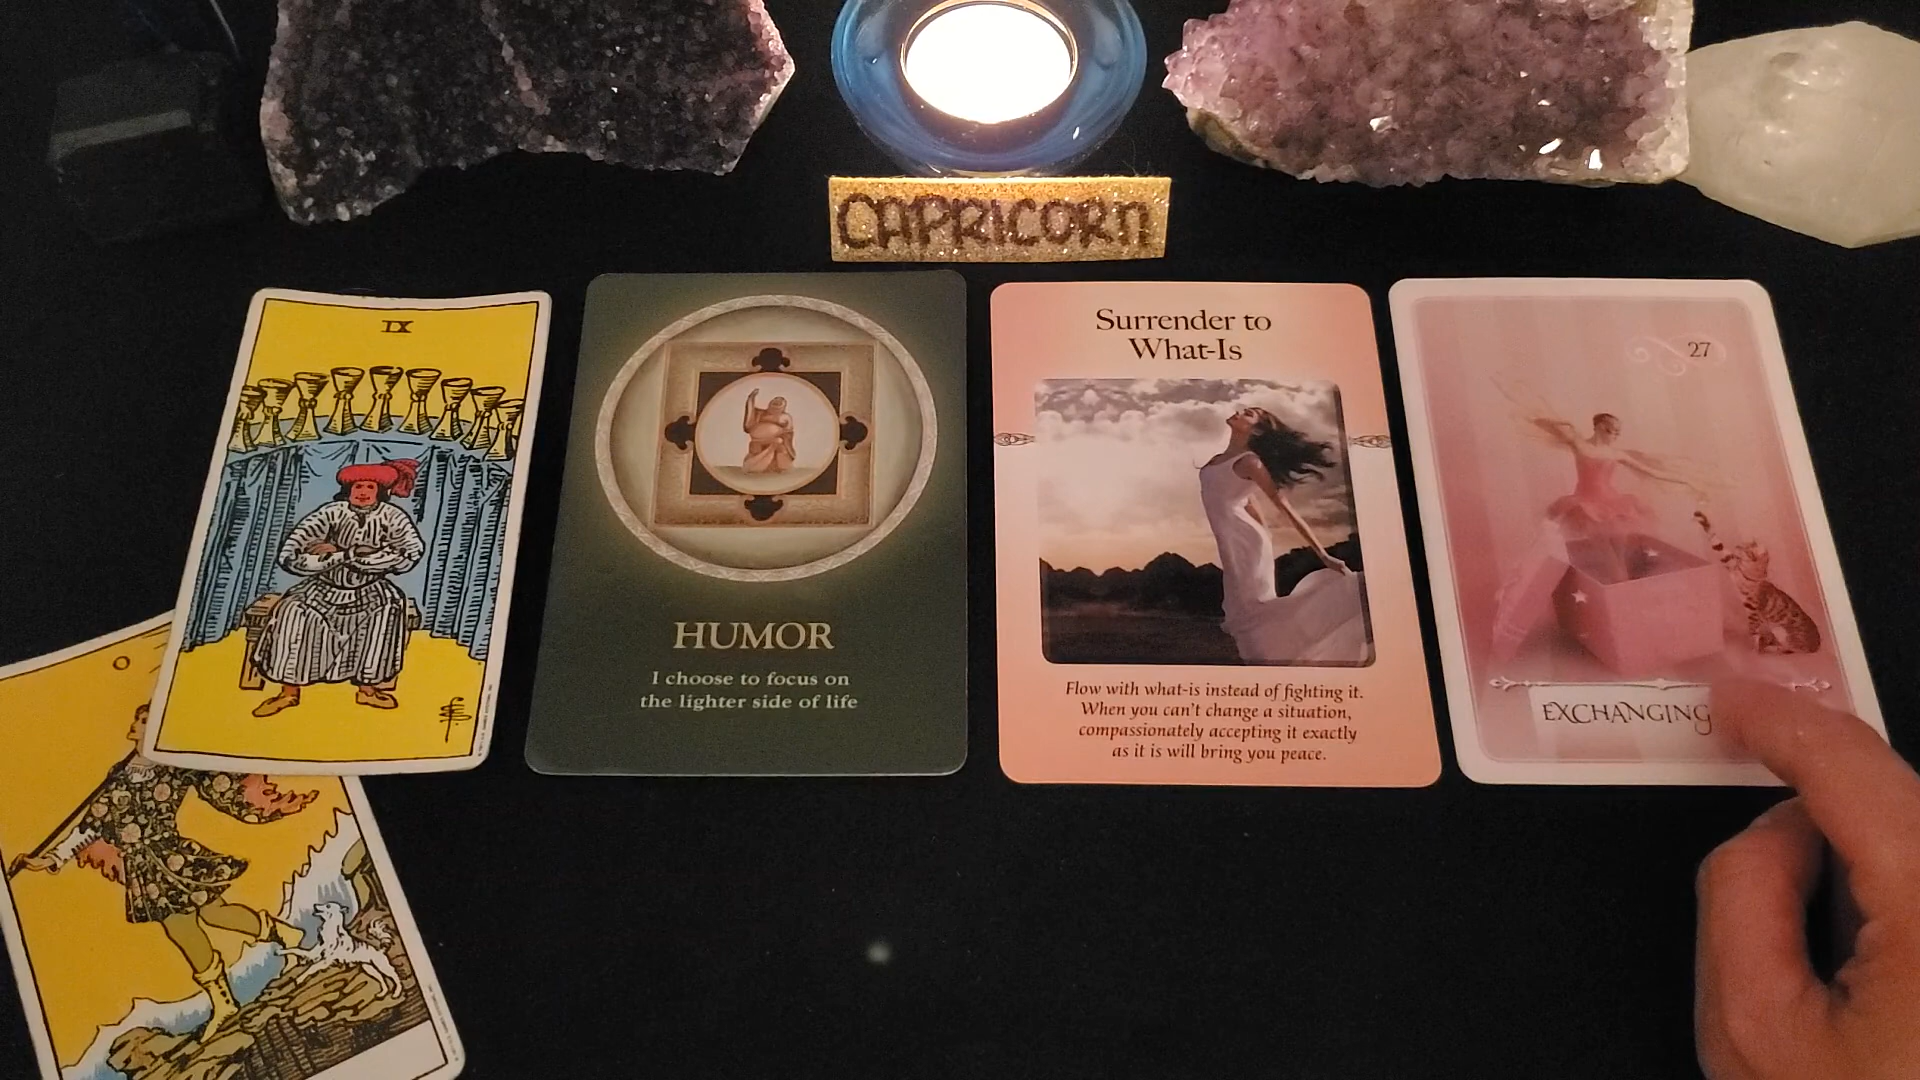 CAPRICORN
IX
HUMOR
I choose to focus on
the lighter side of life
Surrender to
What-Is
Flow with what-is instead of fighting it.
When you can't change a situation,
compassionately accepting it exactly
as it is will bring you peace.
27
EXCHANGING
0